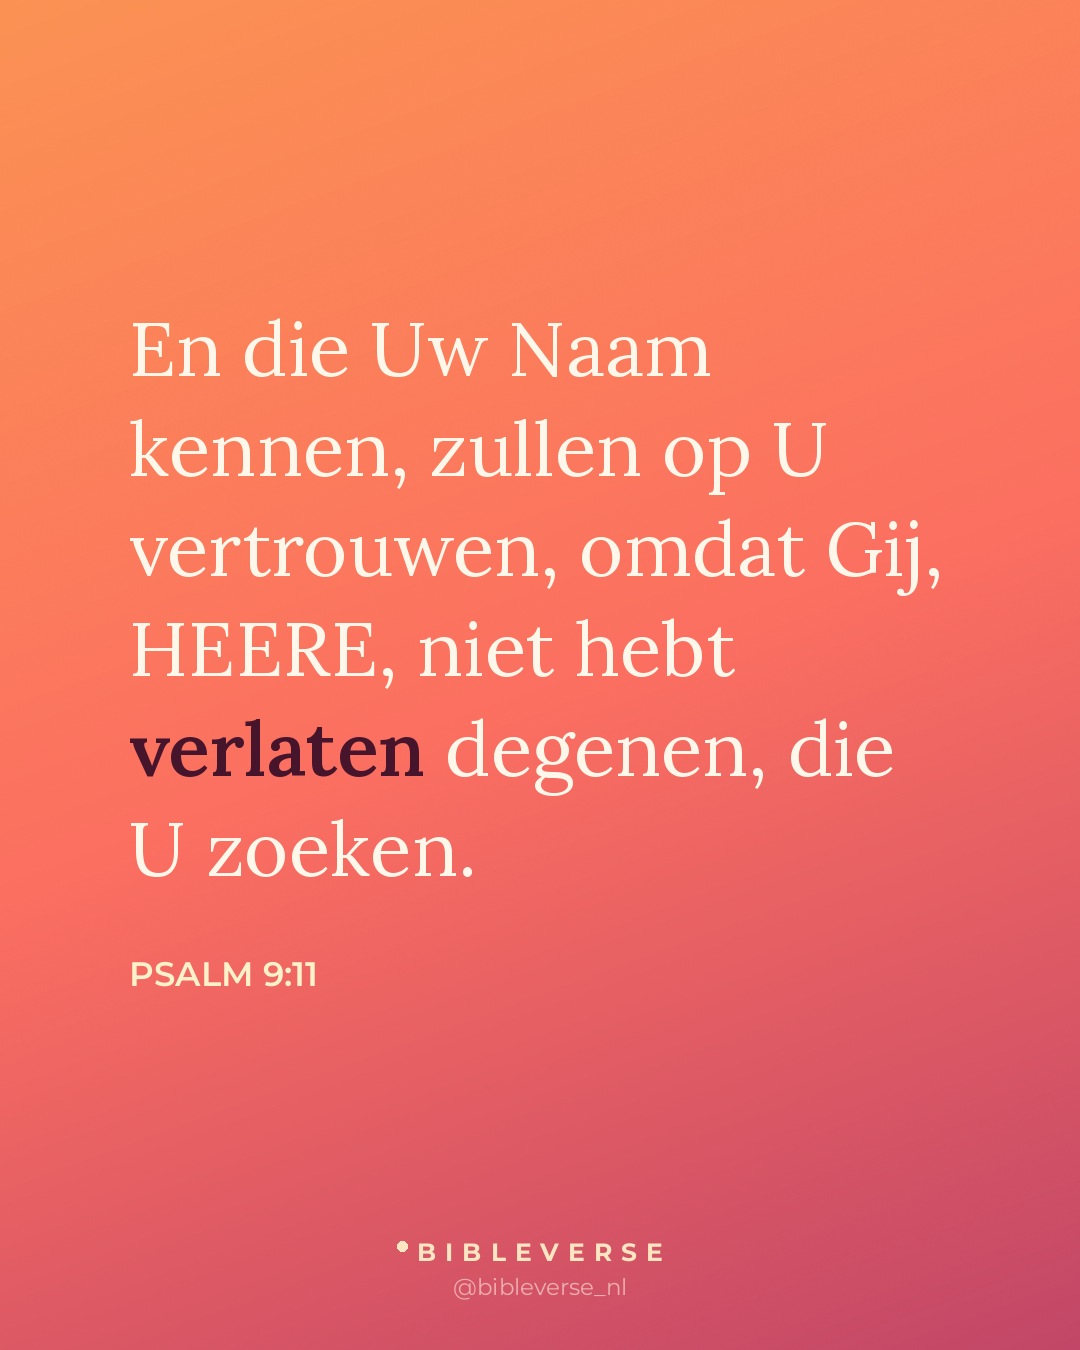 En die Uw Naam
kennen, zullen op U
vertrouwen, omdat Gij,
HEERE, niet hebt
verlaten degenen, die
U zoeken.
PSALM 9:11
BIBLEVERSE
@bibleverse_nl